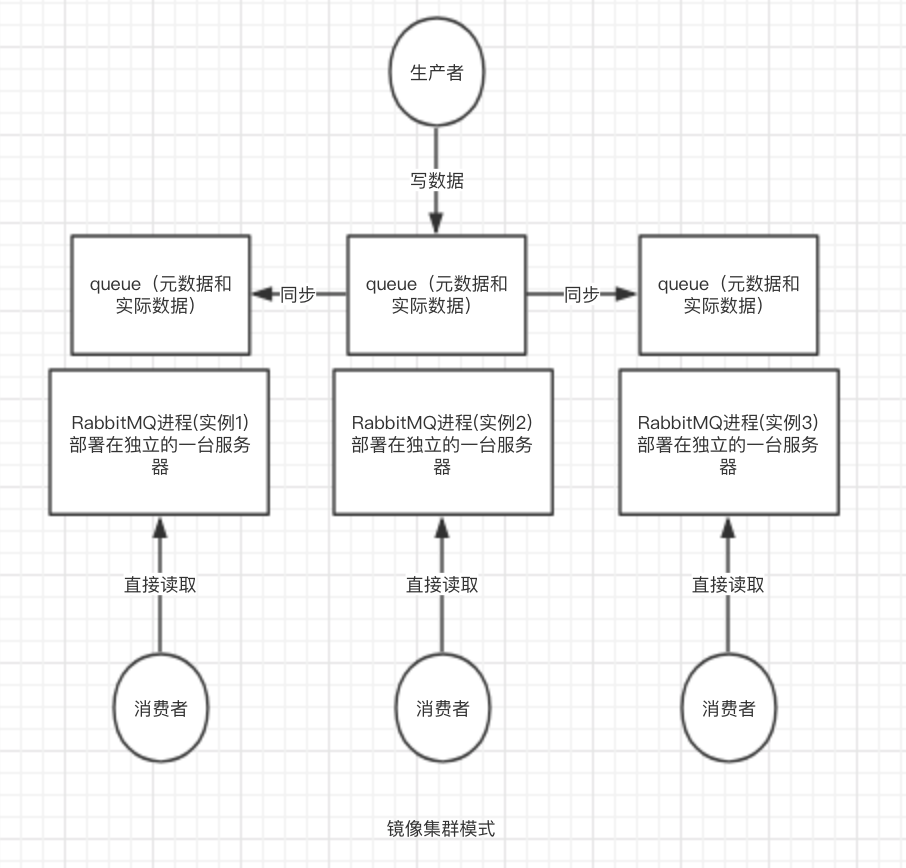 生产者
写数据
queue（元数据和
实际数据）
同步
queue（元数据和
实际数据）
同步
queue（元数据和
实际数据）
RabbitMQ进程(实例1)
部署在独立的一台服务
器
RabbitMQ进程(实例2)
部署在独立的一台服务
器
RabbitMQ进程(实例3)
部署在独立的一台服务
器
直接读取
直接读取
直接读取
消费者
消费者
消费者
镜像集群模式